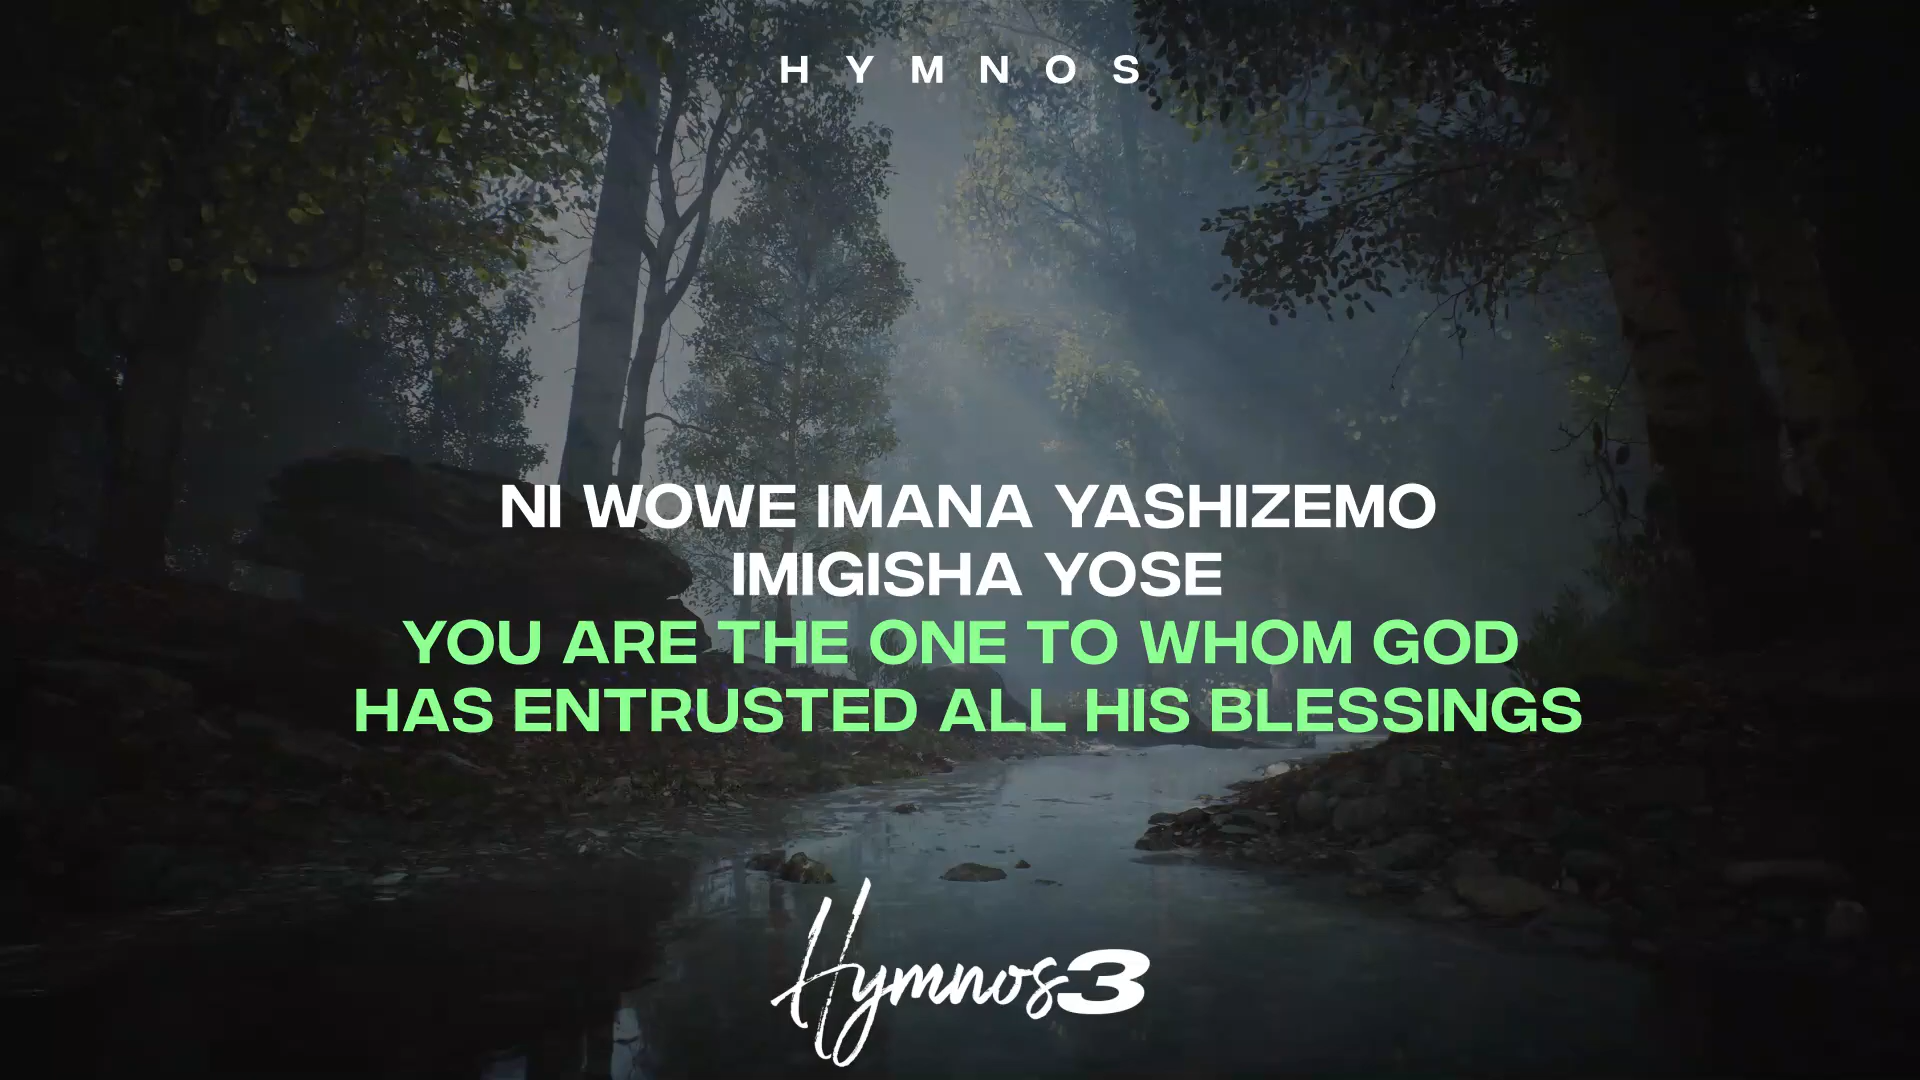 HYMNOS
NI WOWE IMANA YASHIZEMO
IMIGISHA YOSE
YOU ARE THE ONE TO WHOM GOD
HAS ENTRUSTED ALL HIS BLESSINGS
Hymnos3